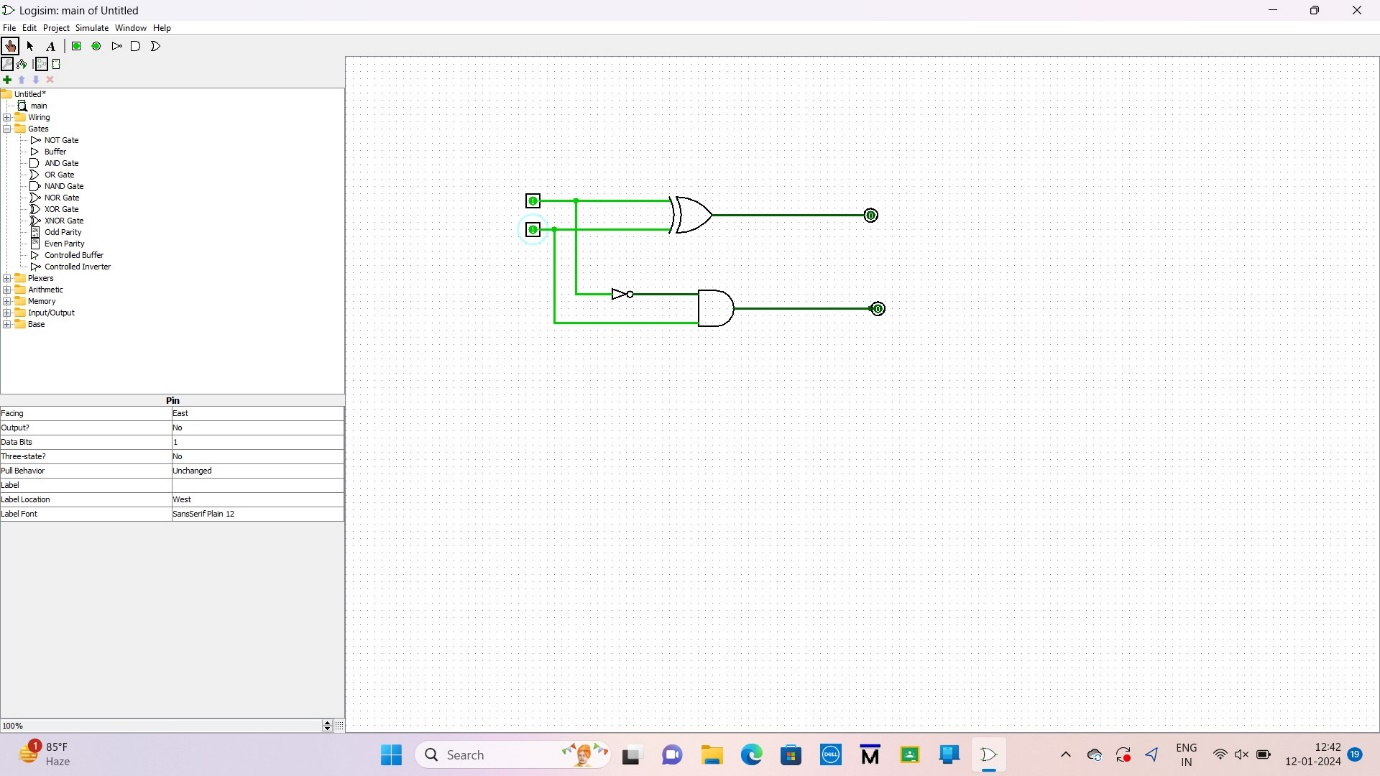 Logisim: main of Untitled
File Edit Project Simulate Window Help
A
Untitled*
main
Wiring
Gates
NOT Gate
Buffer
AND Gate
OR Gate
NAND Gate
NOR Gate
XOR Gate
XNOR Gate
Odd Parity
Even Parity
Controlled Buffer
Controlled Inverter
Plexers
Arithmetic
Memory
Input/Output
Base
Pin
Facing East
Output? No
Data Bits 1
Three-state? No
Pull Behavior Unchanged
Label
Label Location West
Label Font SansSerif Plain 12
100%
1
85°F
Haze
Search
DELL
M
ENG
IN
12:42
12-01-2024
19